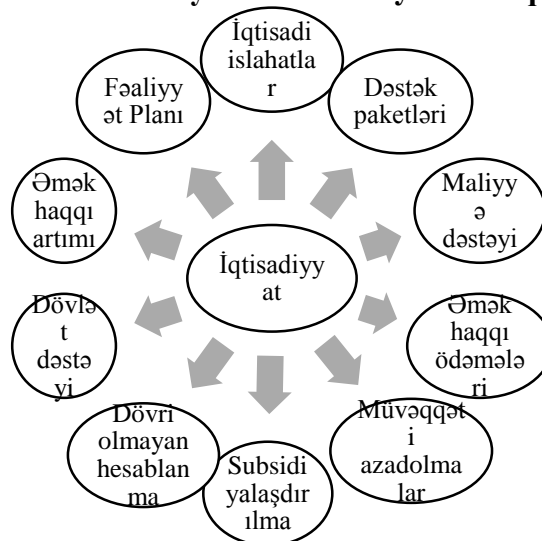 İqtisadi
islahatla
r
Dəstək
paketləri
Maliyy
ə
dəstəyi
Əmək
haqqı
ödəmələ
ri
Müvəqqət
i
azadolma
lar
Subsidi
yalaşdır
ılma
Dövri
olmayan
hesablan
ma
Dövlə
t
dəstə
yi
Əmək
haqqı
artımı
Fəaliyy
ət Planı
İqtisadiyy
at